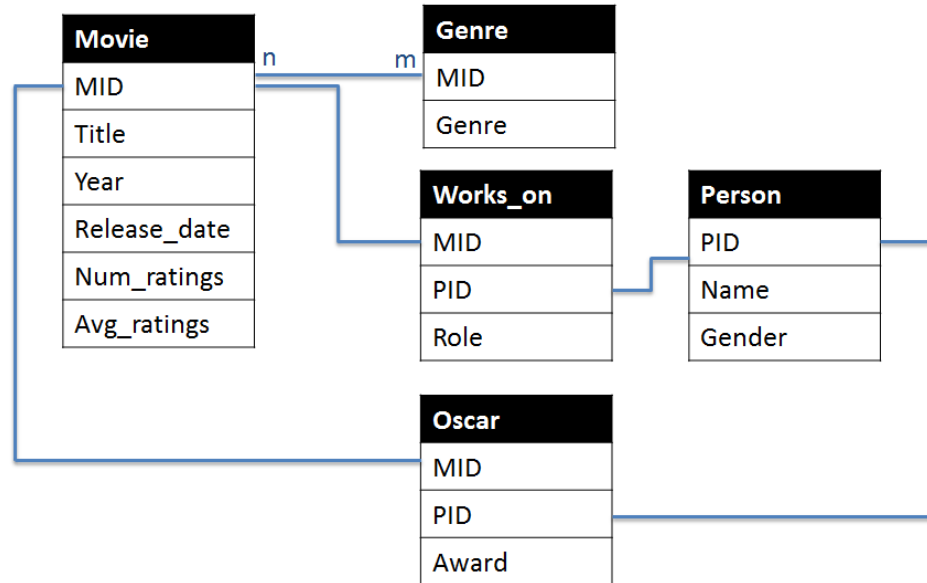 Movie
MID
Title
Year
Release_date
Num_ratings
Avg_ratings
n
m
Genre
MID
Genre
Works_on
MID
PID
Role
Person
PID
Name
Gender
Oscar
MID
PID
Award